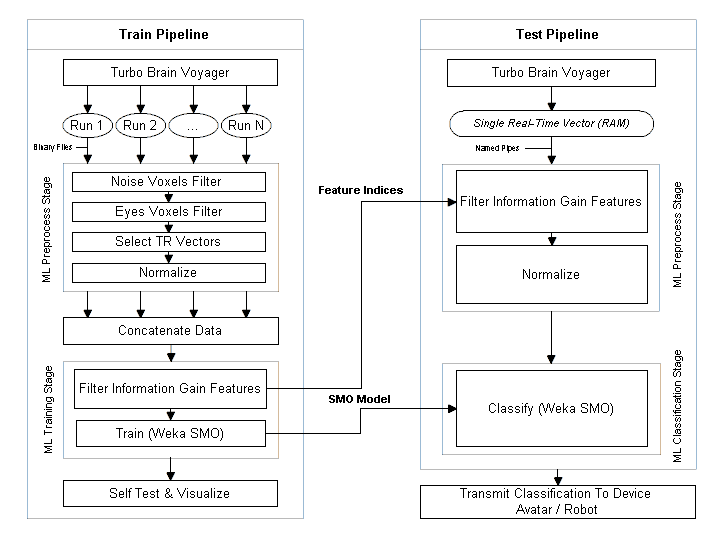 Train Pipeline
Turbo Brain Voyager
Run 1
Run 2
...
Run N
Binary Files
ML Preprocess Stage
Noise Voxels Filter
Eyes Voxels Filter
Select TR Vectors
Normalize
Concatenate Data
ML Training Stage
Filter Information Gain Features
Train (Weka SMO)
Self Test & Visualize
Feature Indices
SMO Model
Test Pipeline
Turbo Brain Voyager
Single Real-Time Vector (RAM)
Named Pipes
ML Preprocess Stage
Filter Information Gain Features
Normalize
ML Classification Stage
Classify (Weka SMO)
Transmit Classification To Device
Avatar / Robot